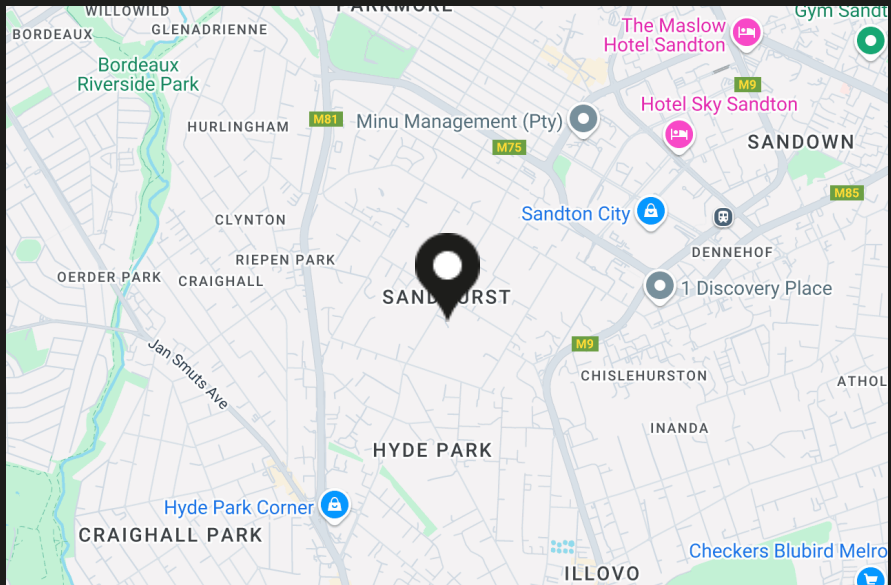 WILLOWILD
PARKMORE
Gym Sandt
BORDEAUX
GLENADRIENNE
The Maslow
Hotel Sandton
Bordeaux
Riverside Park
M9
Hotel Sky Sandton
M81
Minu Management (Pty)
HURLINGHAM
SANDOWN
M75
M85
Sandton City
CLYNTON
DENNEHOF
RIEPEN PARK
OERDER PARK
CRAIGHALL
1 Discovery Place
SANDHURST
M9
Jan Smuts Ave
CHISLEHURSTON
ATHOL
INANDA
HYDE PARK
Hyde Park Corner
CRAIGHALL PARK
Checkers Blubird Melro
ILLOVO